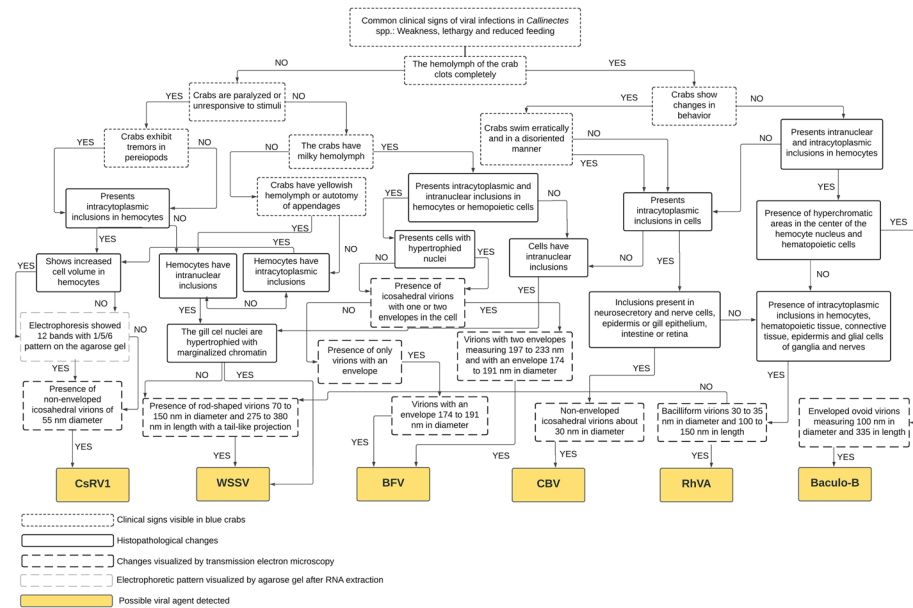 Common clinical signs of viral infections in Callinectes
spp.: Weakness, lethargy and reduced feeding
NO
The hemolymph of the crab
clots completely
YES
YES
Crabs are paralyzed or
unresponsive to stimuli
NO
YES
Crabs show
changes in
behavior
NO
YES
Crabs exhibit
tremors in
pereiopods
NO
NO
The crabs have
milky hemolymph
YES
Crabs swim erratically
and in a disoriented
manner
NO
YES
NO
Presents intranuclear
and intracytoplasmic
inclusions in hemocytes
YES
Presents
intracytoplasmic
inclusions in hemocytes
NO
YES
Crabs have yellowish
hemolymph or autotomy
of appendages
YES
NO
YES
Presents intracytoplasmic and
intranuclear inclusions in
hemocytes or hemopoietic cells
NO
Presents
intracytoplasmic
inclusions in cells
YES
NO
Presence of hyperchromatic
areas in the center of the
hemocyte nucleus and
hematopoietic cells
YES
NO
YES
Shows increased
cell volume in
hemocytes
NO
Hemocytes have
intranuclear
inclusions
NO
Hemocytes have
intracytoplasmic
inclusions
NO
Presents cells with
hypertrophied
nuclei
YES
Cells have
intranuclear
inclusions
YES
Electrophoresis showed
12 bands with 1/5/6
pattern on the agarose gel
NO
YES
The gill cel nuclei are
hypertrophied with
marginalized chromatin
NO
YES
NO
Presence of
icosahedral virions
with one or two
envelopes in the cell
YES
Presence of only
virions with an
envelope
YES
Virions with two envelopes
measuring 197 to 233 nm
and with an envelope 174
to 191 nm in diameter
YES
Inclusions present in
neurosecretory and nerve cells,
epidermis or gill epithelium,
intestine or retina
NO
YES
Presence of intracytoplasmic
inclusions in hemocytes,
hematopoietic tissue, connective
tissue, epidermis and glial cells
of ganglia and nerves
YES
Presence of
non-enveloped
icosahedral virions of
55 nm diameter
YES
Presence of rod-shaped virions 70 to
150 nm in diameter and 275 to 380
nm in length with a tail-like projection
YES
Virions with an
envelope 174 to 191
nm in diameter
YES
Non-enveloped
icosahedral virions about
30 nm in diameter
YES
Bacilliform virions 30 to 35
nm in diameter and 100 to
150 nm in length
YES
NO
Enveloped ovoid virions
measuring 100 nm in
diameter and 335 in length
YES
CsRV1
WSSV
BFV
CBV
RhVA
Baculo-B
Clinical signs visible in blue crabs
Histopathological changes
Changes visualized by transmission electron microscopy
Electrophoretic pattern visualized by agarose gel after RNA extraction
Possible viral agent detected